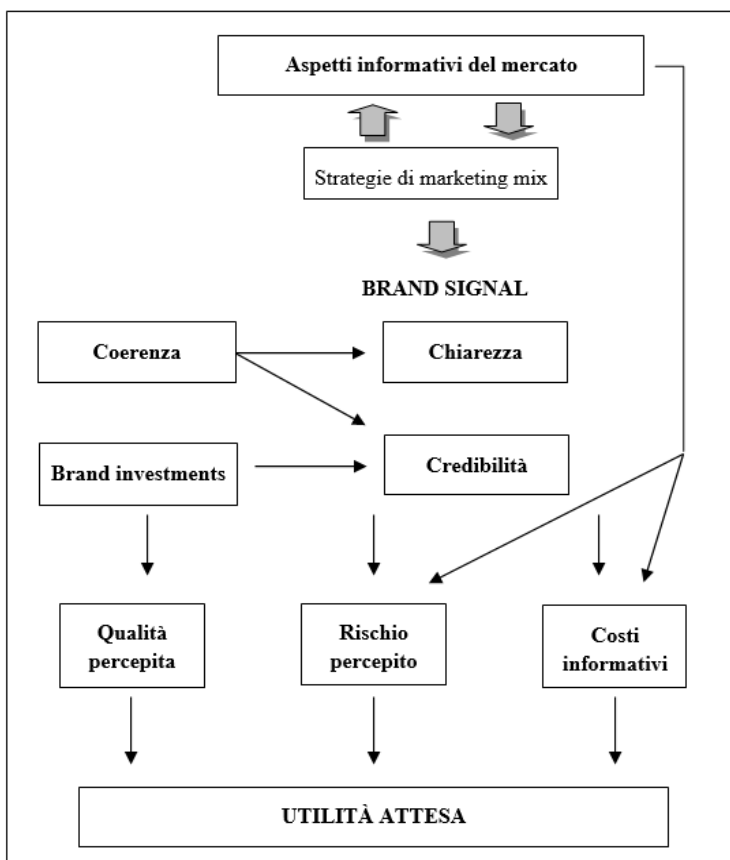 Aspetti informativi del mercato
Strategie di marketing mix
BRAND SIGNAL
Coerenza
Chiarezza
Brand investments
Credibilità
Qualità
percepita
Rischio
percepito
Costi
informativi
UTILITÀ ATTESA